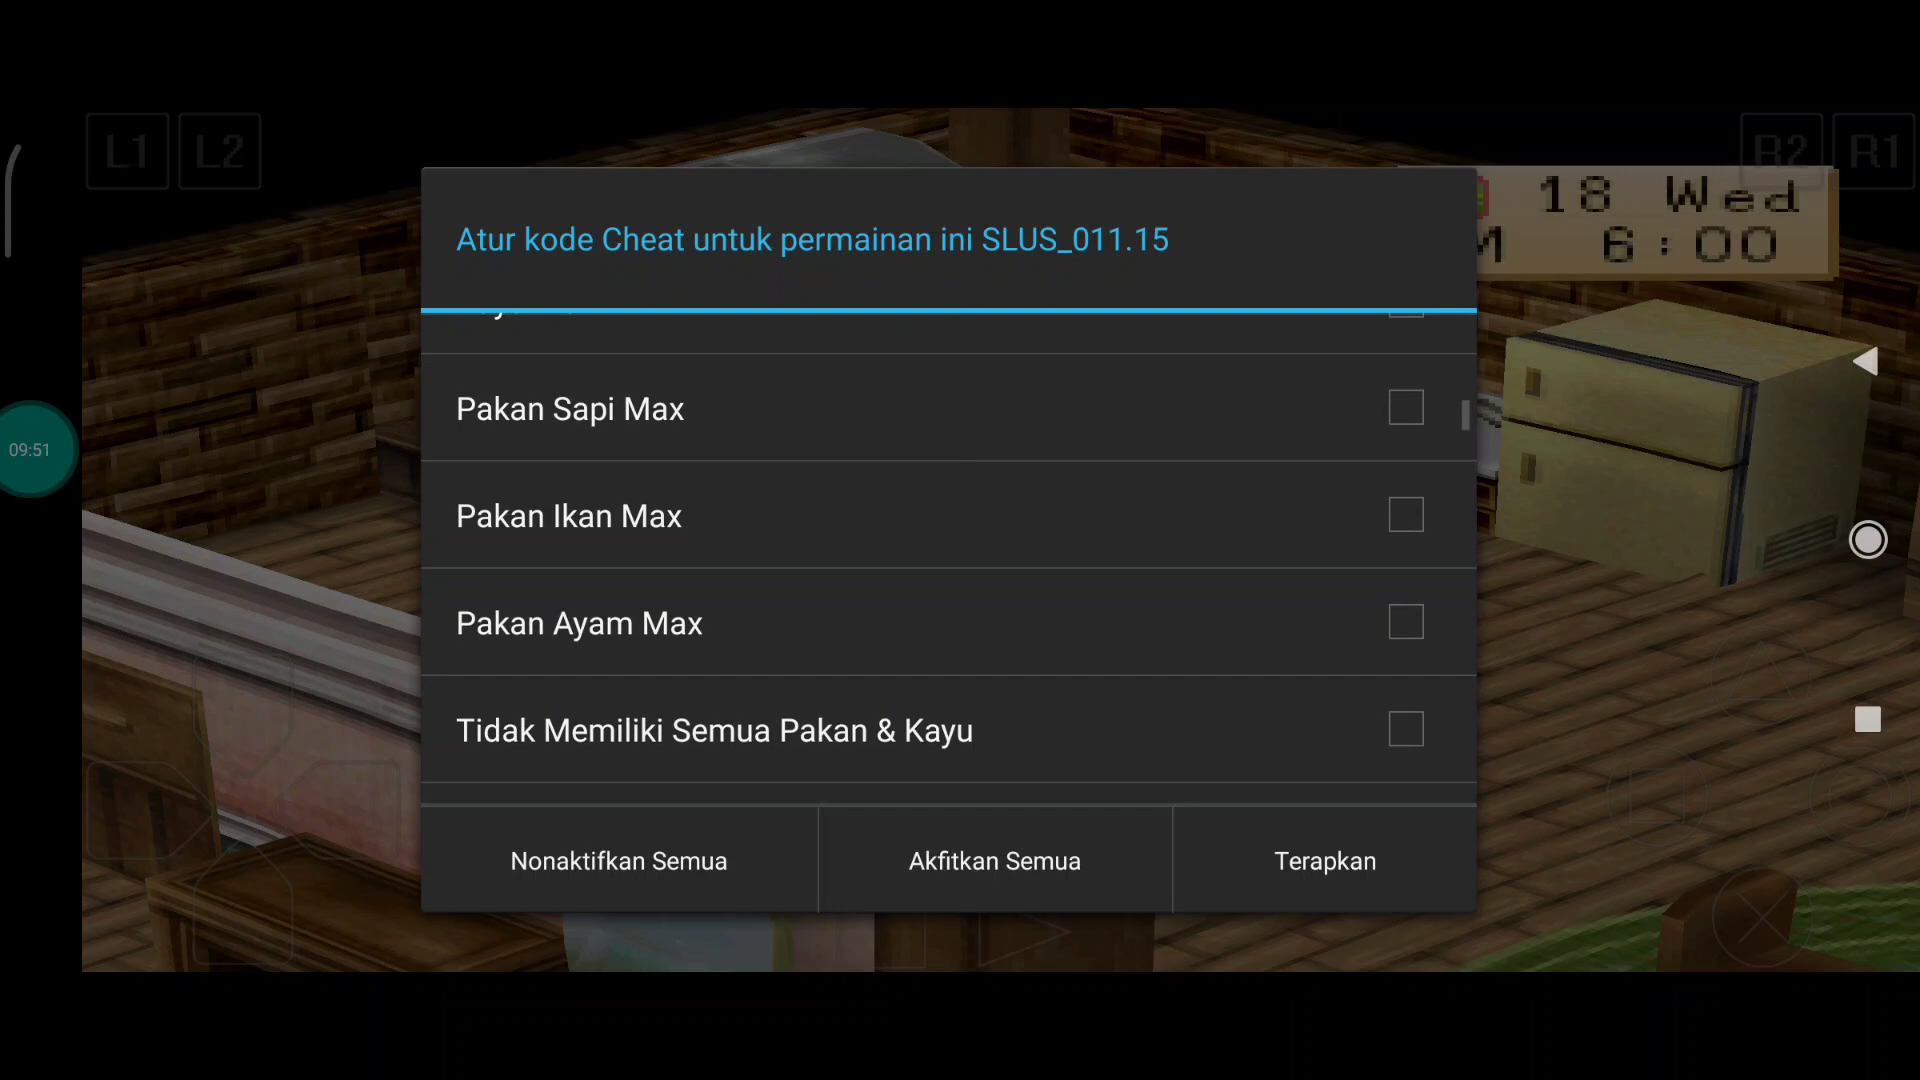 L1 L2
R2 R1
18 Wed
6:00
Atur kode Cheat untuk permainan ini SLUS_011.15
Pakan Sapi Max
09:51
Pakan Ikan Max
Pakan Ayam Max
Tidak Memiliki Semua Pakan & Kayu
Nonaktifkan Semua
Akfitkan Semua
Terapkan